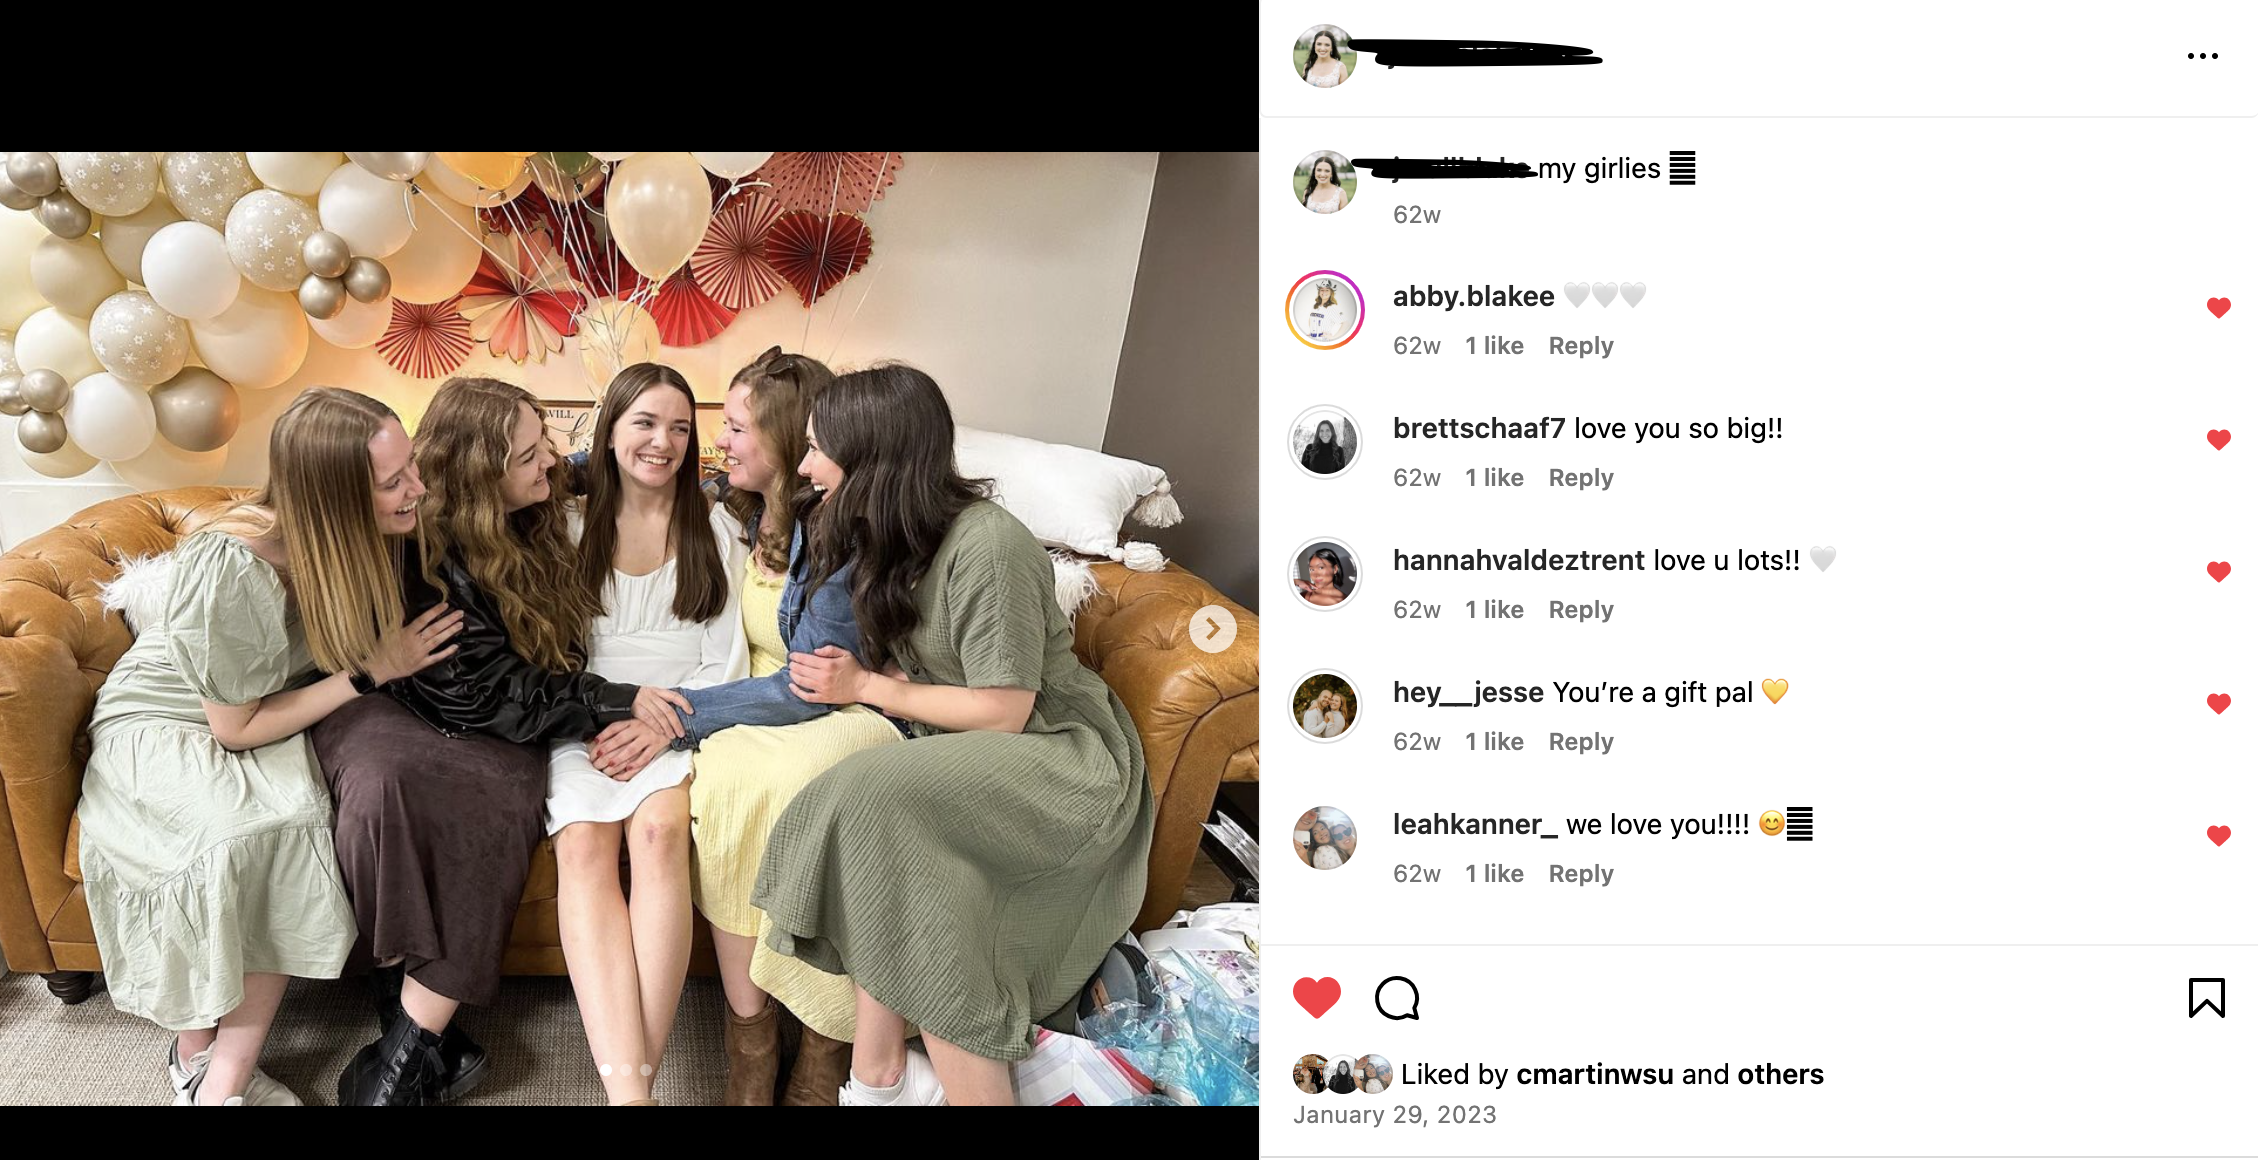 WILL
my girlies
62w
abby.blakee 🤍🤍🤍
62w 1 like Reply
brettschaaf7 love you so big!!
62w 1 like Reply
hannahvaldeztrent love u lots!! 🤍
62w 1 like Reply
hey__jesse You’re a gift pal 💛
62w 1 like Reply
leahkanner_ we love you!!!! 😊
62w 1 like Reply
Liked by cmartinwsu and others
January 29, 2023